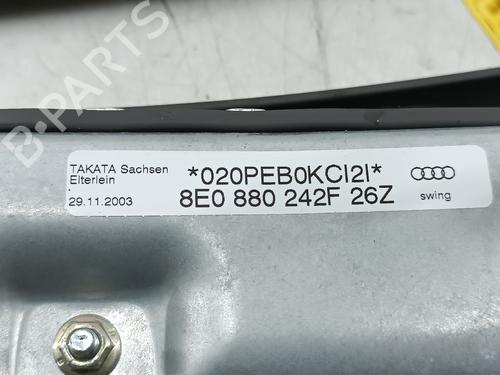 B-PARTS
TAKATA Sachsen
Elterlein
29.11.2003
*020PEB0KCI2I*
8E0 880 242F 26Z
swing